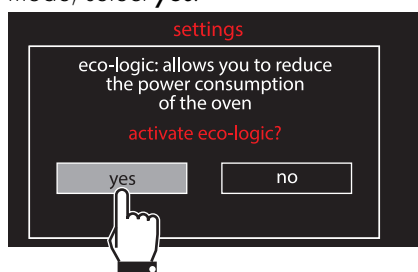 mode, select yes.
settings
eco-logic: allows you to reduce
the power consumption
of the oven
activate eco-logic?
yes
no